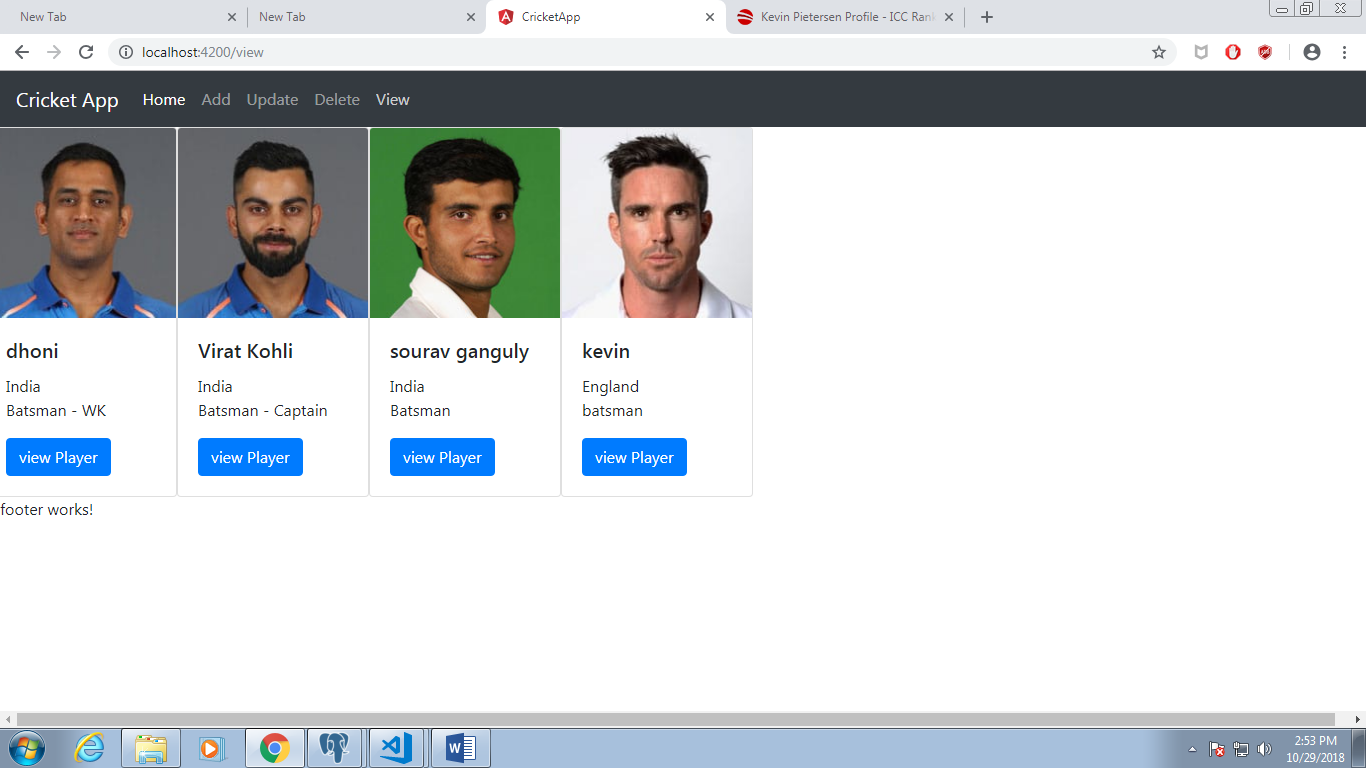 New Tab
New Tab
CricketApp
Kevin Pietersen Profile - ICC Ran
localhost:4200/view
Cricket App Home Add Update Delete View
dhoni
India
Batsman - WK
view Player
Virat Kohli
India
Batsman - Captain
view Player
sourav ganguly
India
Batsman
view Player
kevin
England
batsman
view Player
footer works!
2:53 PM
10/29/2018